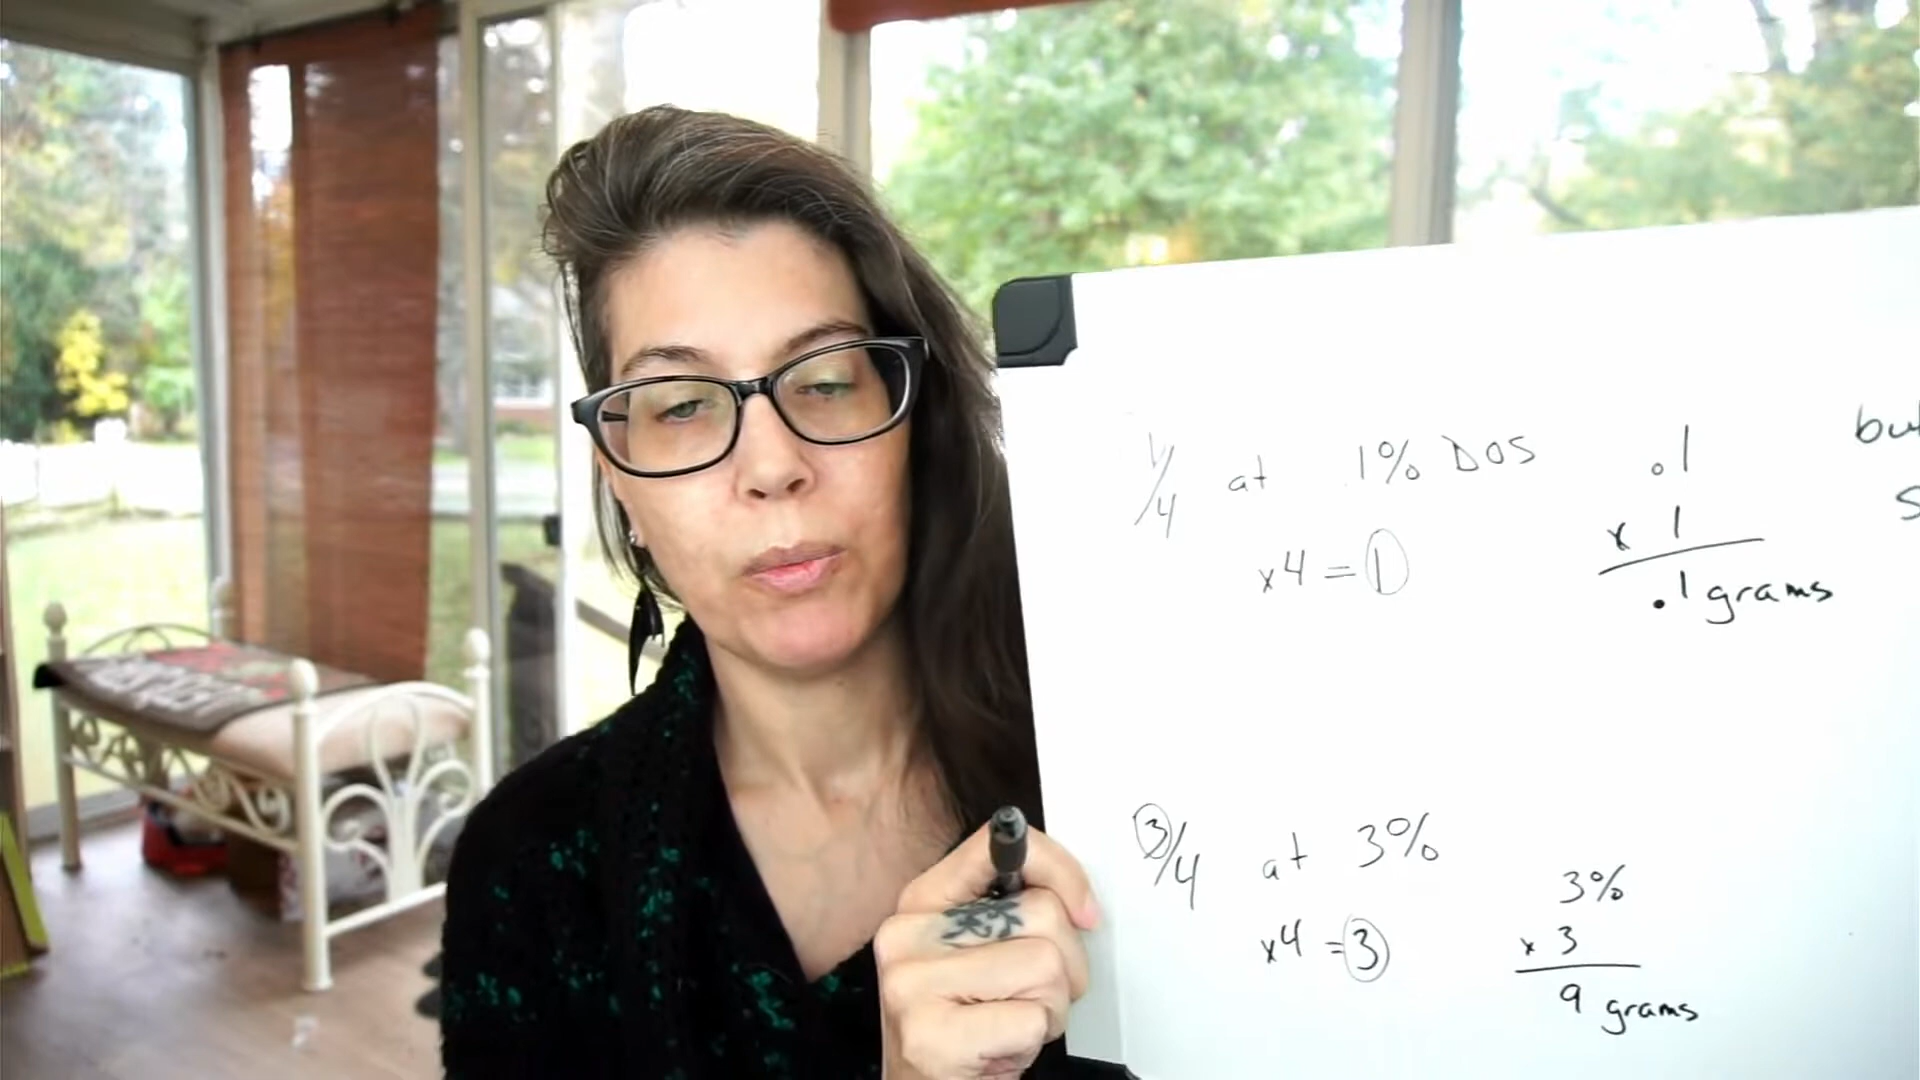 1/4 at .1% DOS
x4 = 1
.1
x 1
.1 grams
3/4 at 3%
x4 = 3
3%
x 3
9 grams